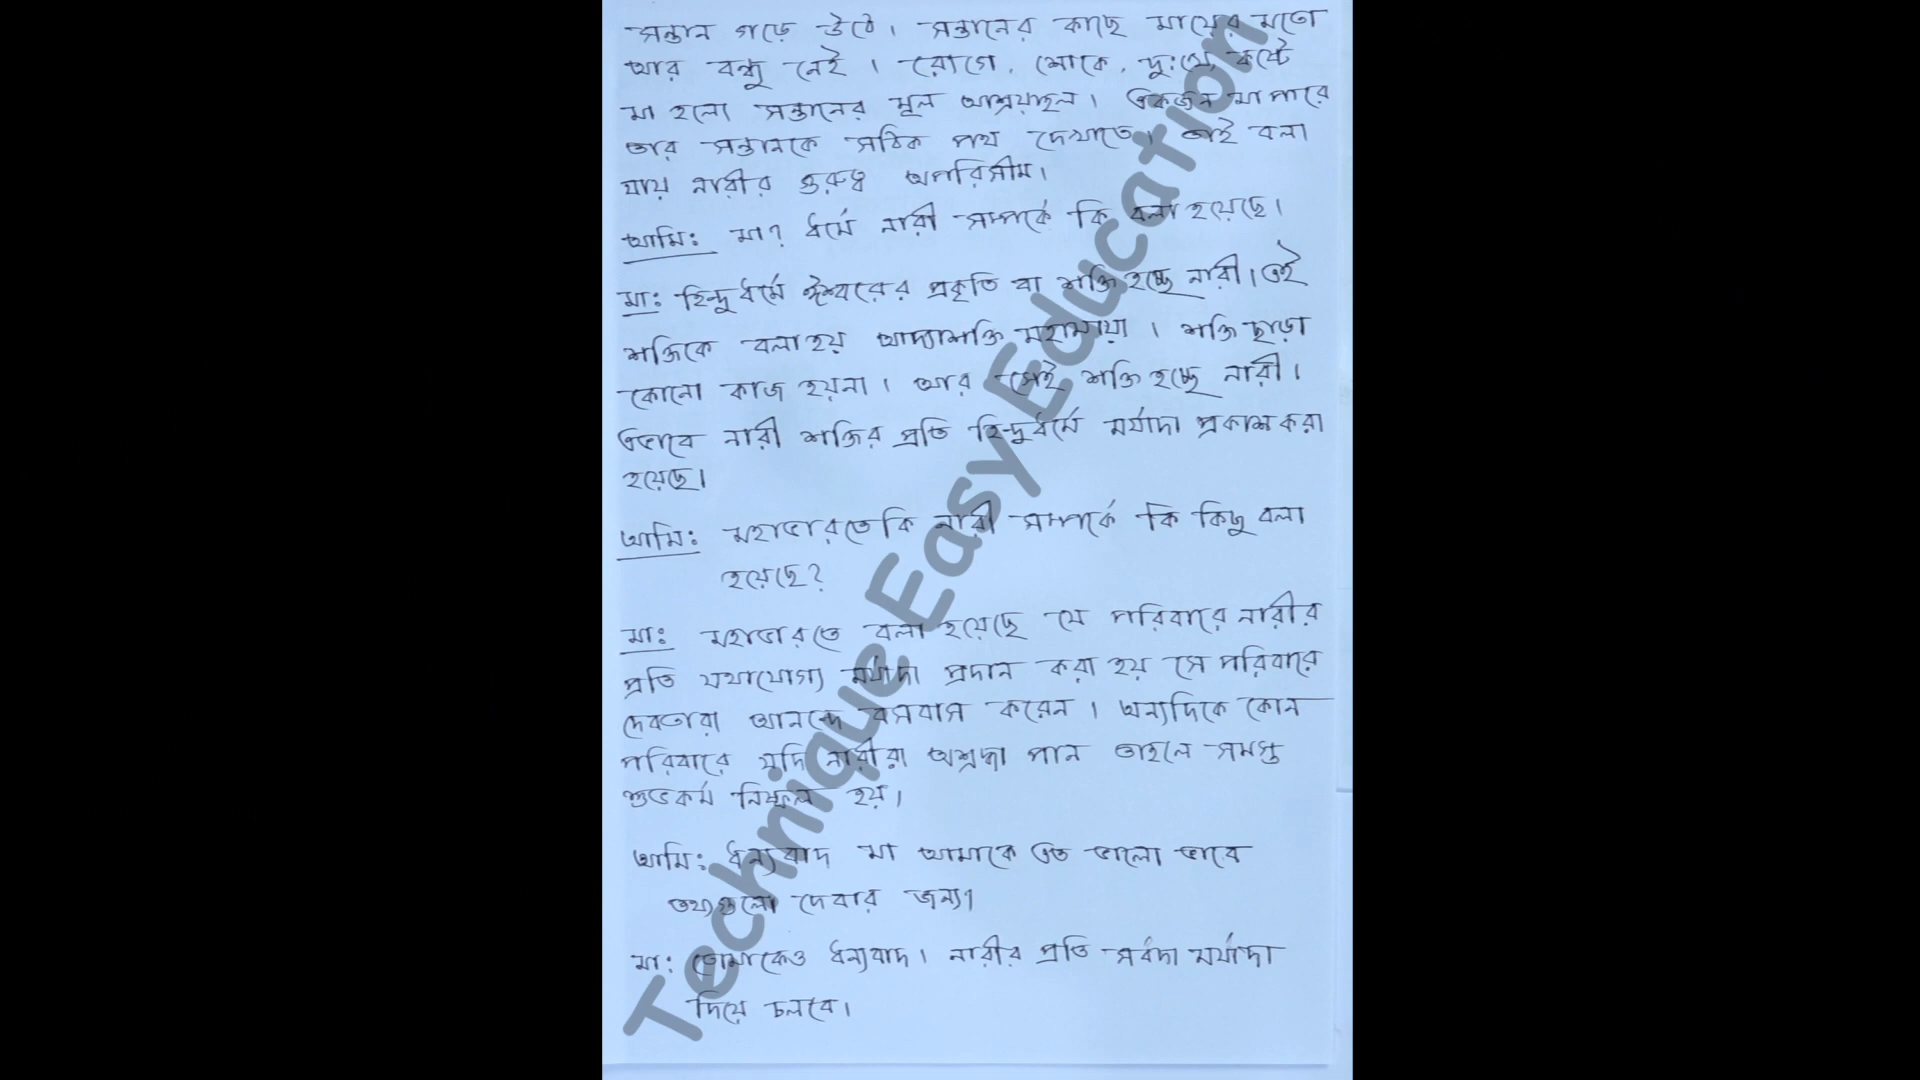 সন্তান গড়ে উঠে। সন্তানের কাছে মায়ের মতো
আর বন্ধু নেই। রোগে, শোকে, দুঃখে, কষ্টে
মা হলো সন্তানের মূল আশ্রয়স্থল। একজন মা পারে
তার সন্তানকে সঠিক পথ দেখাতে। তাই বলা
যায় নারীর গুরুত্ব অপরিসীম।
আমি: মা? ধর্মে নারী সম্পর্কে কি বলা হয়েছে।
মা: হিন্দু ধর্মে ঈশ্বরের প্রকৃতি বা শক্তি হচ্ছে নারী। এই
শক্তিকে বলা হয় আদ্যাশক্তি মহামায়া। শক্তি ছাড়া
কোনো কাজ হয়না। আর সেই শক্তি হচ্ছে নারী।
এভাবে নারী শক্তির প্রতি হিন্দুধর্মে মর্যাদা প্রকাশ করা
হয়েছে।
আমি: মহাভারতে কি নারী সম্পর্কে কি কিছু বলা
হয়েছে?
মা: মহাভারতে বলা হয়েছে যে পরিবারে নারীর
প্রতি যথাযোগ্য মর্যাদা প্রদান করা হয় সে পরিবারে
দেবতারা আনন্দে বসবাস করেন। অন্যদিকে কোন
পরিবারে যদি নারীরা অশ্রদ্ধা পান তাহলে সমস্ত
শুভকর্ম নিষ্ফল হয়।
আমি: ধন্যবাদ মা আমাকে এত ভালো ভাবে
তথ্যগুলো দেবার জন্য।
মা: তোমাকেও ধন্যবাদ। নারীর প্রতি সর্বদা মর্যাদা
দিয়ে চলবে।
Technique Easy Education